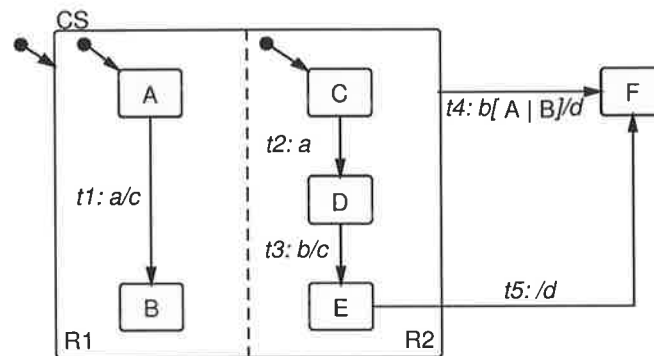 CS
A
C
F
t4: b[ A | B]/d
t2: a
t1: a/c
D
t3: b/c
B
E
t5: /d
R1
R2